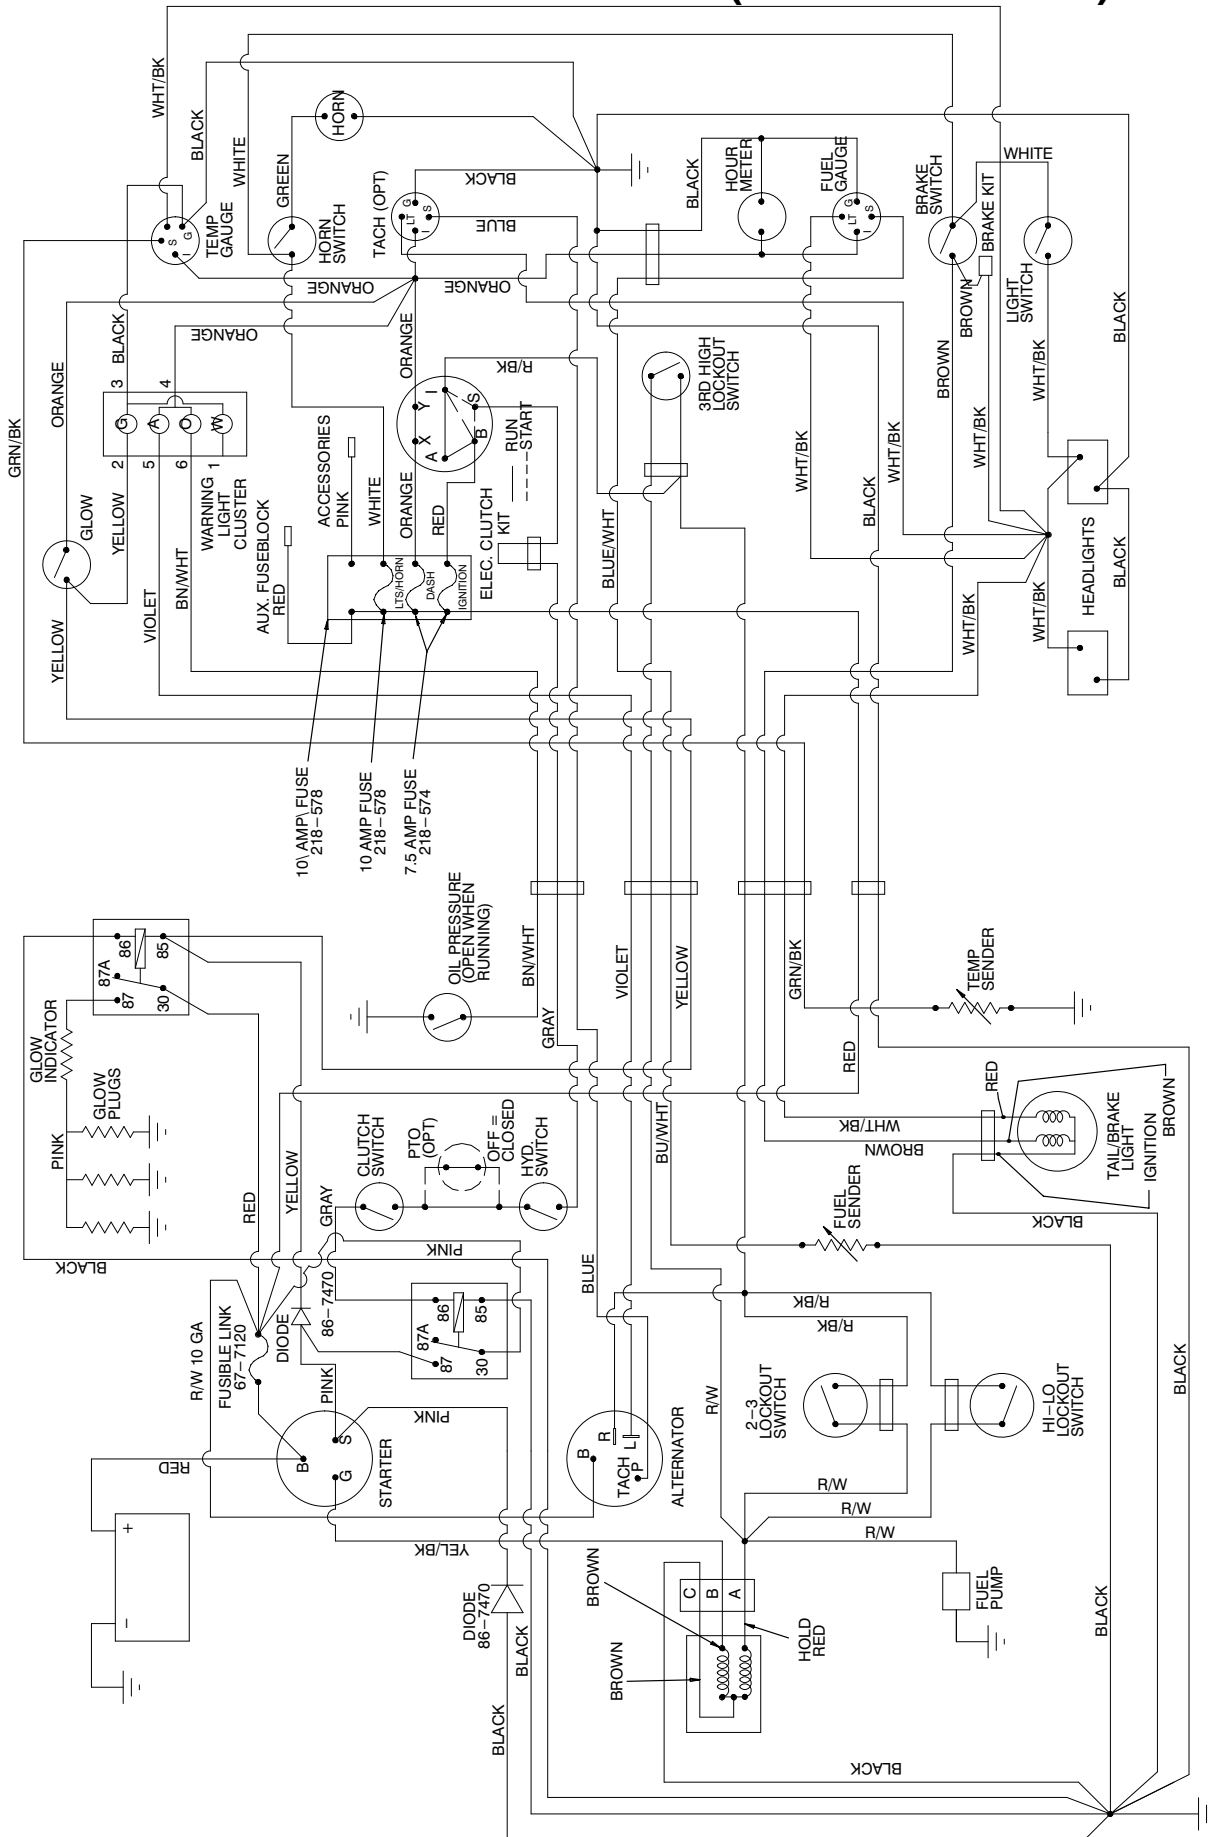 WHT/BK
BLACK
WHITE
GREEN
HORN
S
G
I
TEMP
GAUGE
HORN
SWITCH
TACH (OPT)
G
LT
S
I
BLACK
BLUE
BLACK
HOUR
METER
FUEL
GAUGE
LT
G
S
I
BRAKE
SWITCH
WHITE
BRAKE KIT
BROWN
LIGHT
SWITCH
GRN/BK
ORANGE
BLACK
ORANGE
ORANGE
ORANGE
ORANGE
R/BK
3RD HIGH
LOCKOUT
SWITCH
BROWN
WHT/BK
BLACK
GLOW
3
4
G
A
O
W
2
5
6
1
YELLOW
VIOLET
BN/WHT
WARNING
LIGHT
CLUSTER
YELLOW
AUX. FUSEBLOCK
RED
ACCESSORIES
PINK
WHITE
ORANGE
RED
A
X
Y
I
B
S
RUN
START
ELEC. CLUTCH
KIT
LTS/HORN
DASH
IGNITION
BLUE/WHT
WHT/BK
WHT/BK
BLACK
WHT/BK
WHT/BK
WHT/BK
HEADLIGHTS
BLACK
10\ AMP\ FUSE
218-578
10 AMP FUSE
218-578
7.5 AMP FUSE
218-574
OIL PRESSURE
(OPEN WHEN
RUNNING)
BN/WHT
GRAY
VIOLET
YELLOW
GRN/BK
TEMP
SENDER
RED
87A
86
87
85
30
GLOW
INDICATOR
GLOW
PLUGS
PINK
RED
YELLOW
GRAY
CLUTCH
SWITCH
PTO
(OPT)
OFF =
CLOSED
HYD.
SWITCH
BU/WHT
WHT/BK
BROWN
RED
TAIL/BRAKE
LIGHT
IGNITION
BROWN
BLACK
FUEL
SENDER
BLACK
PINK
BLUE
R/W 10 GA
FUSIBLE LINK
67-7120
DIODE
86-7470
87A
86
87
85
30
PINK
PINK
R/BK
R/BK
2-3
LOCKOUT
SWITCH
HI-LO
LOCKOUT
SWITCH
BLACK
RED
B
S
G
STARTER
B
R
L
TACH
P
ALTERNATOR
R/W
R/W
R/W
R/W
+
-
YEL/BK
DIODE
86-7470
BLACK
BLACK
BROWN
BROWN
C
B
A
HOLD
RED
FUEL
PUMP
BLACK
BLACK